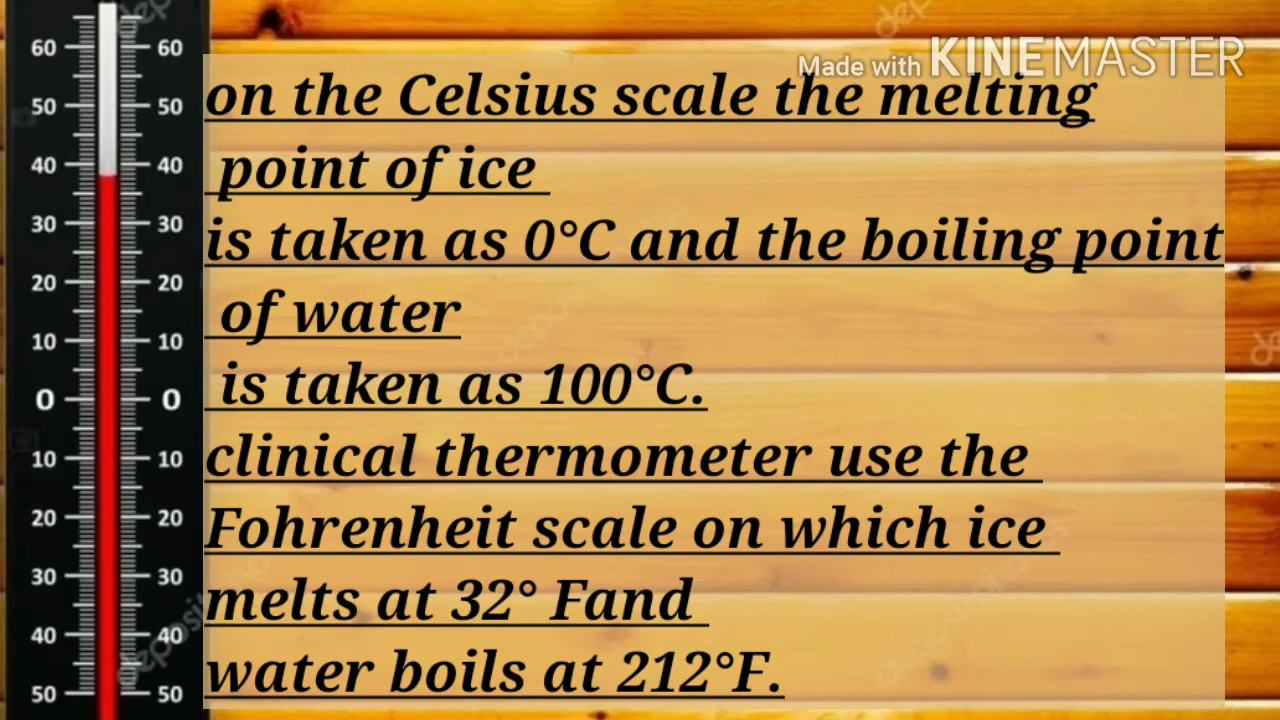 Made with KINEMASTER
on the Celsius scale the melting
point of ice
is taken as 0°C and the boiling point
of water
is taken as 100°C.
clinical thermometer use the
Fohrenheit scale on which ice
melts at 32° Fand
water boils at 212°F.
60 60
50 50
40 40
30 30
20 20
10 10
0 0
10 10
20 20
30 30
40 40
50 50